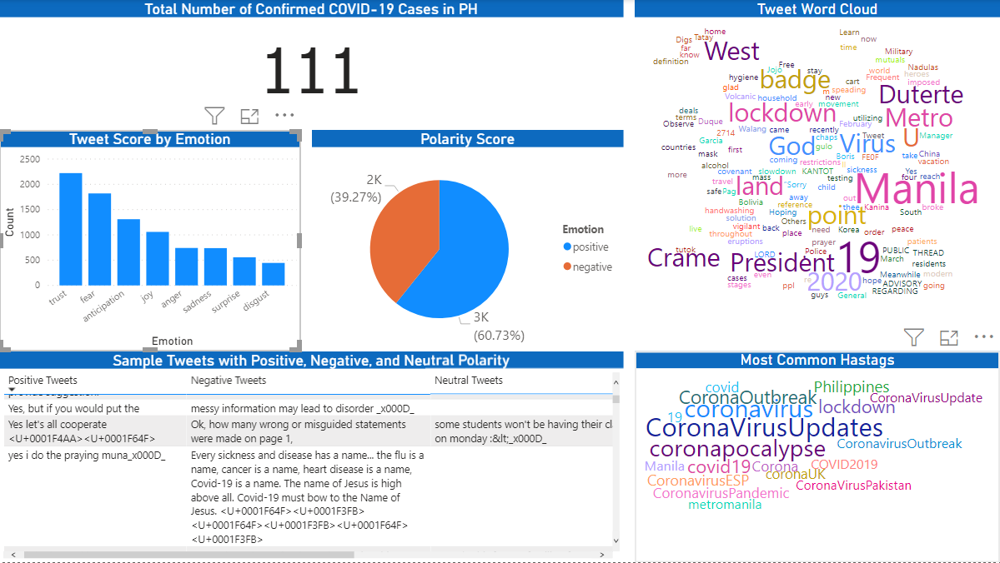 Total Number of Confirmed COVID-19 Cases in PH
111
Tweet Score by Emotion
2500
2000
1500
1000
500
0
Count
trust
fear
anticipation
joy
anger
sadness
surprise
disgust
Emotion
Polarity Score
2K
(39.27%)
3K
(60.73%)
Emotion
positive
negative
Tweet Word Cloud
home
Digs Tatay
far
know
definition
West
Learn
now
time
Military
mutuals
Nadulas
world heroes
Frequent imposed
Free
Jojo stay
hygiene badge cart
glad m speading
Volcanic household new
Duterte
early movement
deals
terms
Observe Duque
lockdown
utilizing
Metro
February
2714 Walang came recently Tweet
Garcia chaps
countries
mask first
God gulo
Virus
U Manager
coming restrictions Boris FE0F take China
vacation
alcohol ll
covenant slowdown KANTOT sickness Yes
more
travel mass testing four reach
safe Pag land "Sorry child
Manila
Bolivia away out
reference thee Kanina broke
handwashing Hoping
solution
point South
Others
vigilant back
live need Korea order peace
throughout place
eruptions prayer patients
tutok LORD Police
Crame President 19
PUBLIC THREAD
March
residents
cases even re 2020 hope Meanwhile modern
stages ppl ADVISORY going
guys General REGARDING
Sample Tweets with Positive, Negative, and Neutral Polarity
Positive Tweets
Negative Tweets
Neutral Tweets
provide suggestion.
Yes, but if you would put the
messy information may lead to disorder _x000D_
Yes let's all cooperate
<U+0001F4AA><U+0001F64F>
Ok, how many wrong or misguided statements
were made on page 1,
some students won't be having their cl
on monday :&lt;_x000D_
yes i do the praying muna_x000D_
Every sickness and disease has a name... the flu is a
name, cancer is a name, heart disease is a name,
Covid-19 is a name. The name of Jesus is high
above all. Covid-19 must bow to the Name of
Jesus. <U+0001F64F><U+0001F3FB>
<U+0001F64F><U+0001F3FB><U+0001F64F>
<U+0001F3FB>
Most Common Hastags
covid
Philippines
CoronaOutbreak
CoronaVirusUpdate
19 coronavirus lockdown
CoronaVirusUpdates
CoronavirusOutbreak
coronapocalypse
Manila covid19 Corona COVID2019
coronaUK
CoronavirusESP
CoronaVirusPakistan
CoronavirusPandemic
metromanila